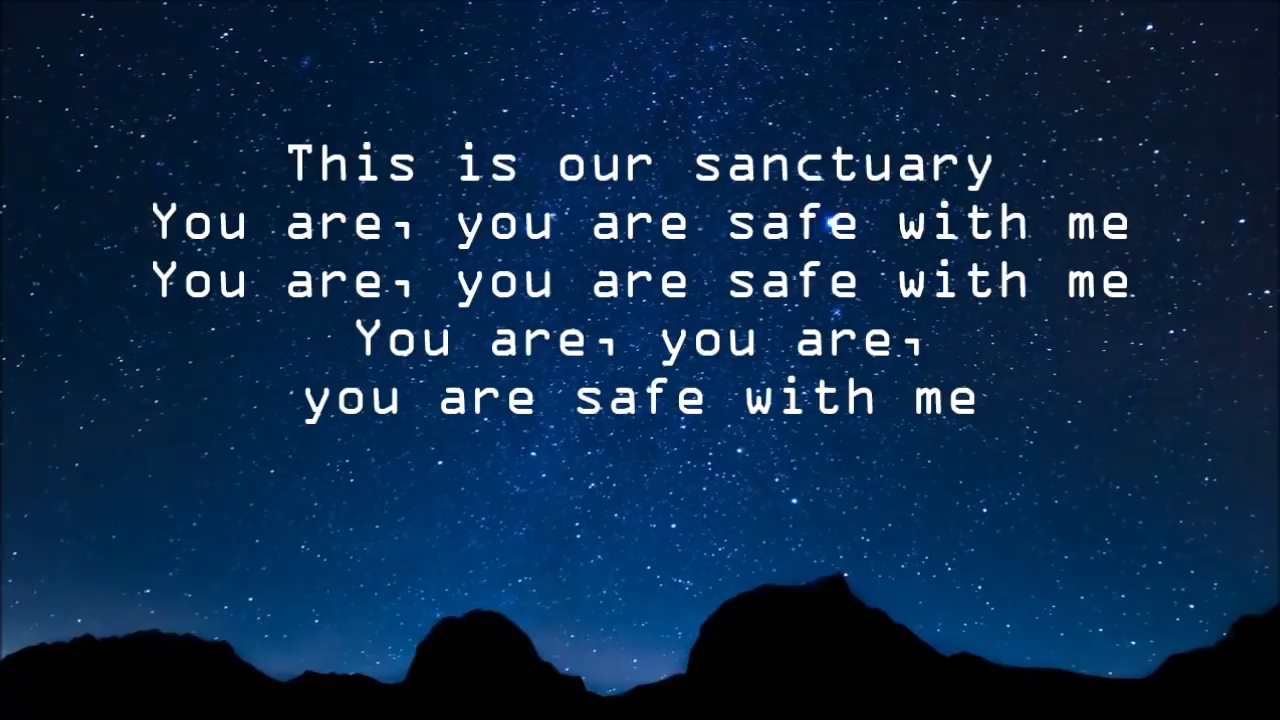 This is our sanctuary
You are, you are safe with me
You are, you are safe with me
You are, you are,
you are safe with me